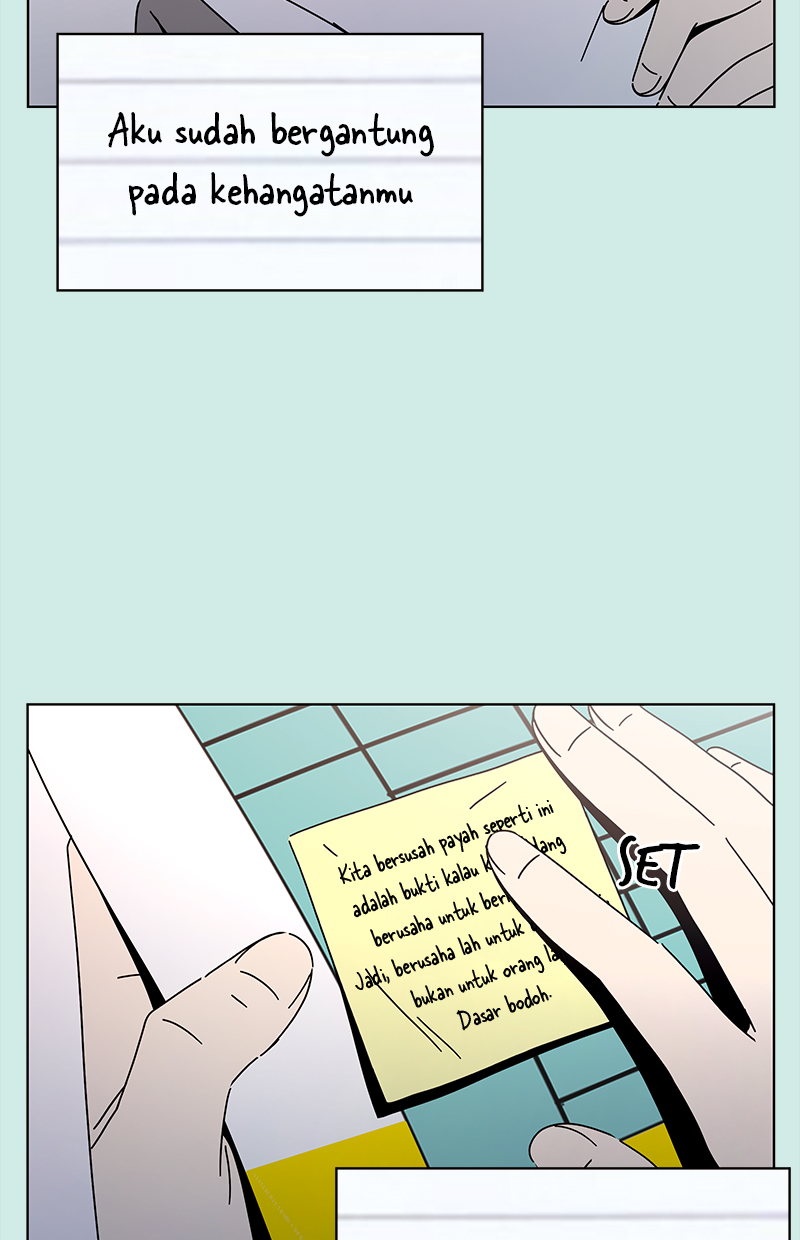 Aku sudah bergantung
pada kehangatanmu
Kita bersusah payah seperti ini
adalah bukti kalau
berusaha untuk
Jadi, berusaha lah untuk
bukan untuk orang
Dasar bodoh.
SET